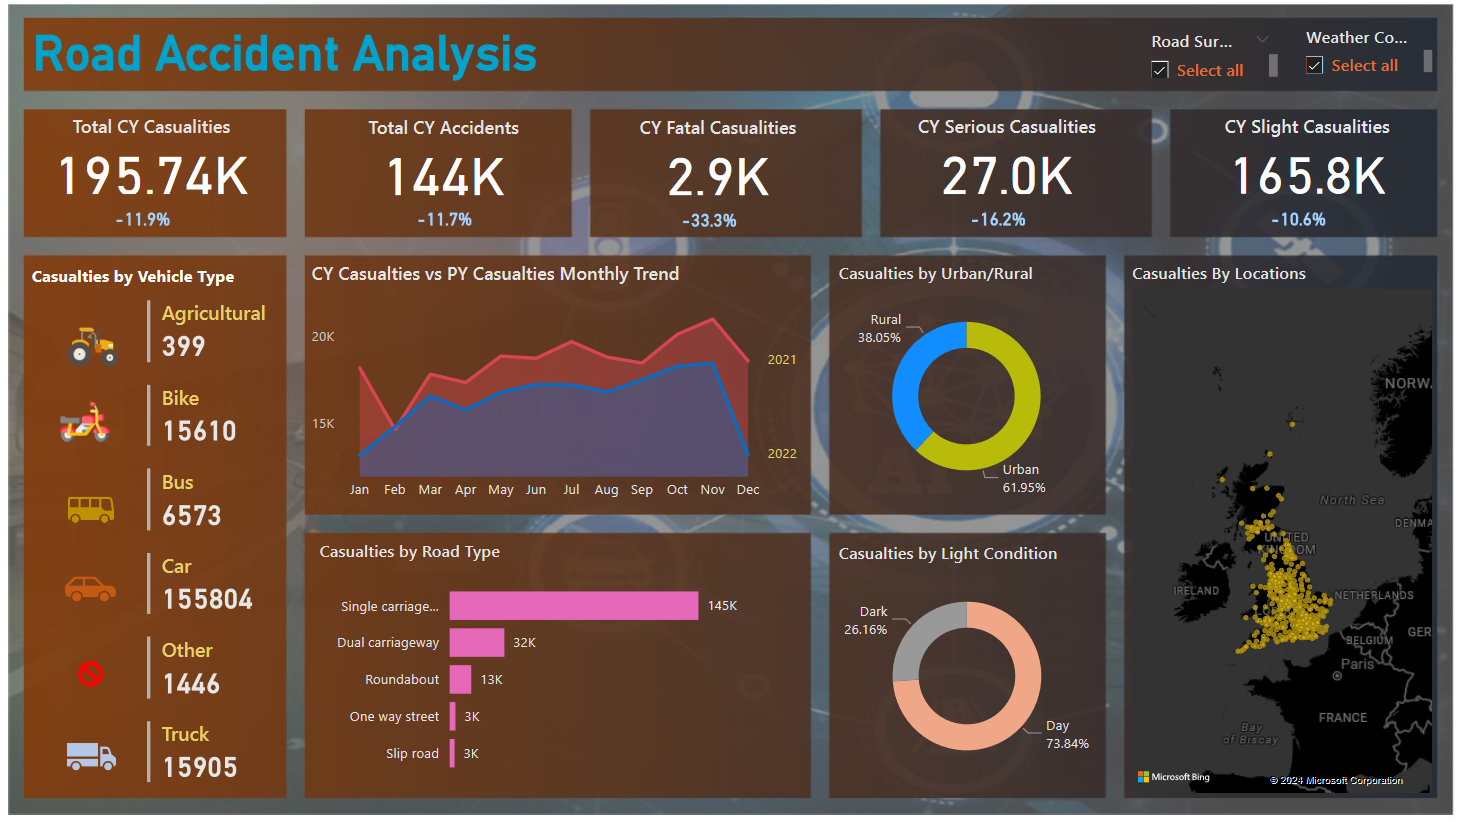 Road Accident Analysis
Road Sur...
Select all
Weather Co...
Select all
Total CY Casualities
195.74K
-11.9%
Total CY Accidents
144K
-11.7%
CY Fatal Casualities
2.9K
-33.3%
CY Serious Casualities
27.0K
-16.2%
CY Slight Casualities
165.8K
-10.6%
Casualties by Vehicle Type
Agricultural
399
Bike
15610
Bus
6573
Car
155804
Other
1446
Truck
15905
CY Casualties vs PY Casualties Monthly Trend
20K
15K
2021
2022
Jan Feb Mar Apr May Jun Jul Aug Sep Oct Nov Dec
Casualties by Road Type
Single carriage... 145K
Dual carriageway 32K
Roundabout 13K
One way street 3K
Slip road 3K
Casualties by Urban/Rural
Rural
38.05%
Urban
61.95%
Casualties by Light Condition
Dark
26.16%
Day
73.84%
Casualties By Locations
NORW.
North Sea
DENMA
UNITED
KINGDOM
IRELAND
NETHERLANDS
BELGIUM
GER
Paris
FRANCE
Bay
of Biscay
Microsoft Bing
© 2024 Microsoft Corporation